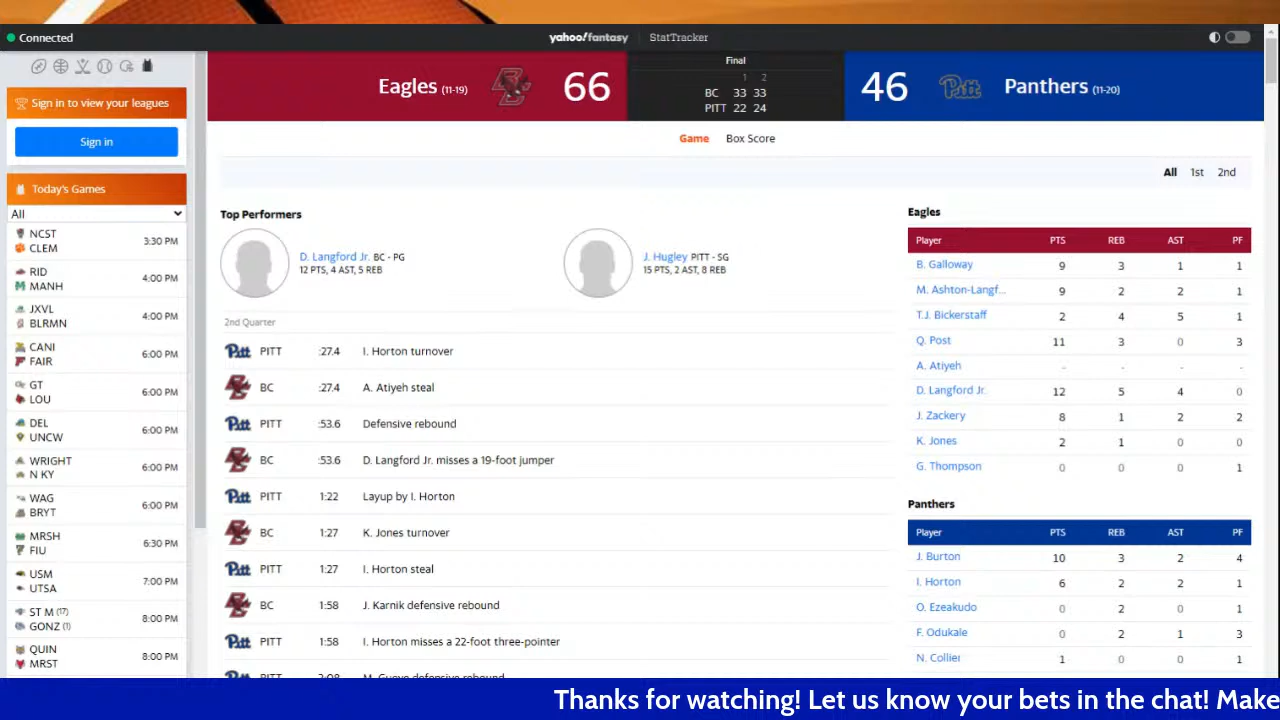 Connected
yahoo!fantasy StatTracker
Sign in to view your leagues
Sign in
Today's Games
All
NCST
CLEM
3:30 PM
RID
MANH
4:00 PM
JXVL
BLRMN
4:00 PM
CANI
FAIR
6:00 PM
GT
LOU
6:00 PM
DEL
UNCW
6:00 PM
WRIGHT
N KY
6:00 PM
WAG
BRYT
6:00 PM
MRSH
FIU
6:30 PM
USM
UTSA
7:00 PM
ST M (17)
GONZ (1)
8:00 PM
QUIN
MRST
8:00 PM
Eagles (11-19) 66
Final
1 2
BC 33 33
PITT 22 24
46 Pitt Panthers (11-20)
Game Box Score
All 1st 2nd
Top Performers
D. Langford Jr. BC - PG
12 PTS, 4 AST, 5 REB
J. Hugley PITT - SG
15 PTS, 2 AST, 8 REB
2nd Quarter
Pitt PITT :27.4 I. Horton turnover
BC :27.4 A. Atiyeh steal
Pitt PITT :53.6 Defensive rebound
BC :53.6 D. Langford Jr. misses a 19-foot jumper
Pitt PITT 1:22 Layup by I. Horton
BC 1:27 K. Jones turnover
Pitt PITT 1:27 I. Horton steal
BC 1:58 J. Karnik defensive rebound
Pitt PITT 1:58 I. Horton misses a 22-foot three-pointer
Eagles
Player PTS REB AST PF
B. Galloway 9 3 1 1
M. Ashton-Langf... 9 2 2 1
T.J. Bickerstaff 2 4 5 1
Q. Post 11 3 0 3
A. Atiyeh - - - -
D. Langford Jr. 12 5 4 0
J. Zackery 8 1 2 2
K. Jones 2 1 0 0
G. Thompson 0 0 0 1
Panthers
Player PTS REB AST PF
J. Burton 10 3 2 4
I. Horton 6 2 2 1
O. Ezeakudo 0 2 0 1
F. Odukale 0 2 1 3
N. Collier 1 0 0 1
Thanks for watching! Let us know your bets in the chat! Make